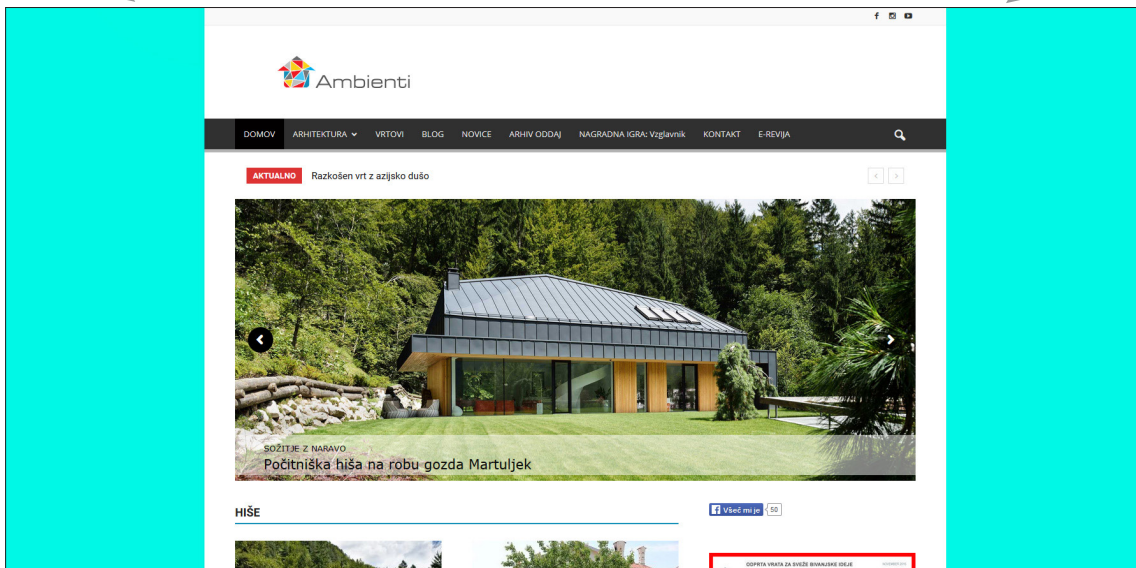 Ambienti
DOMOV ARHITEKTURA VRTOVI BLOG NOVICE ARHIV ODDAJ NAGRADNA IGRA: Vzglavnik KONTAKT E-REVIJA
AKTUALNO Razkošen vrt z azijsko dušo
SOŽITJE Z NARAVO
Počitniška hiša na robu gozda Martuljek
HIŠE
Všeč mi je 50
ODPRTA VRATA ZA SVEŽE BIVANJSKE IDEJE